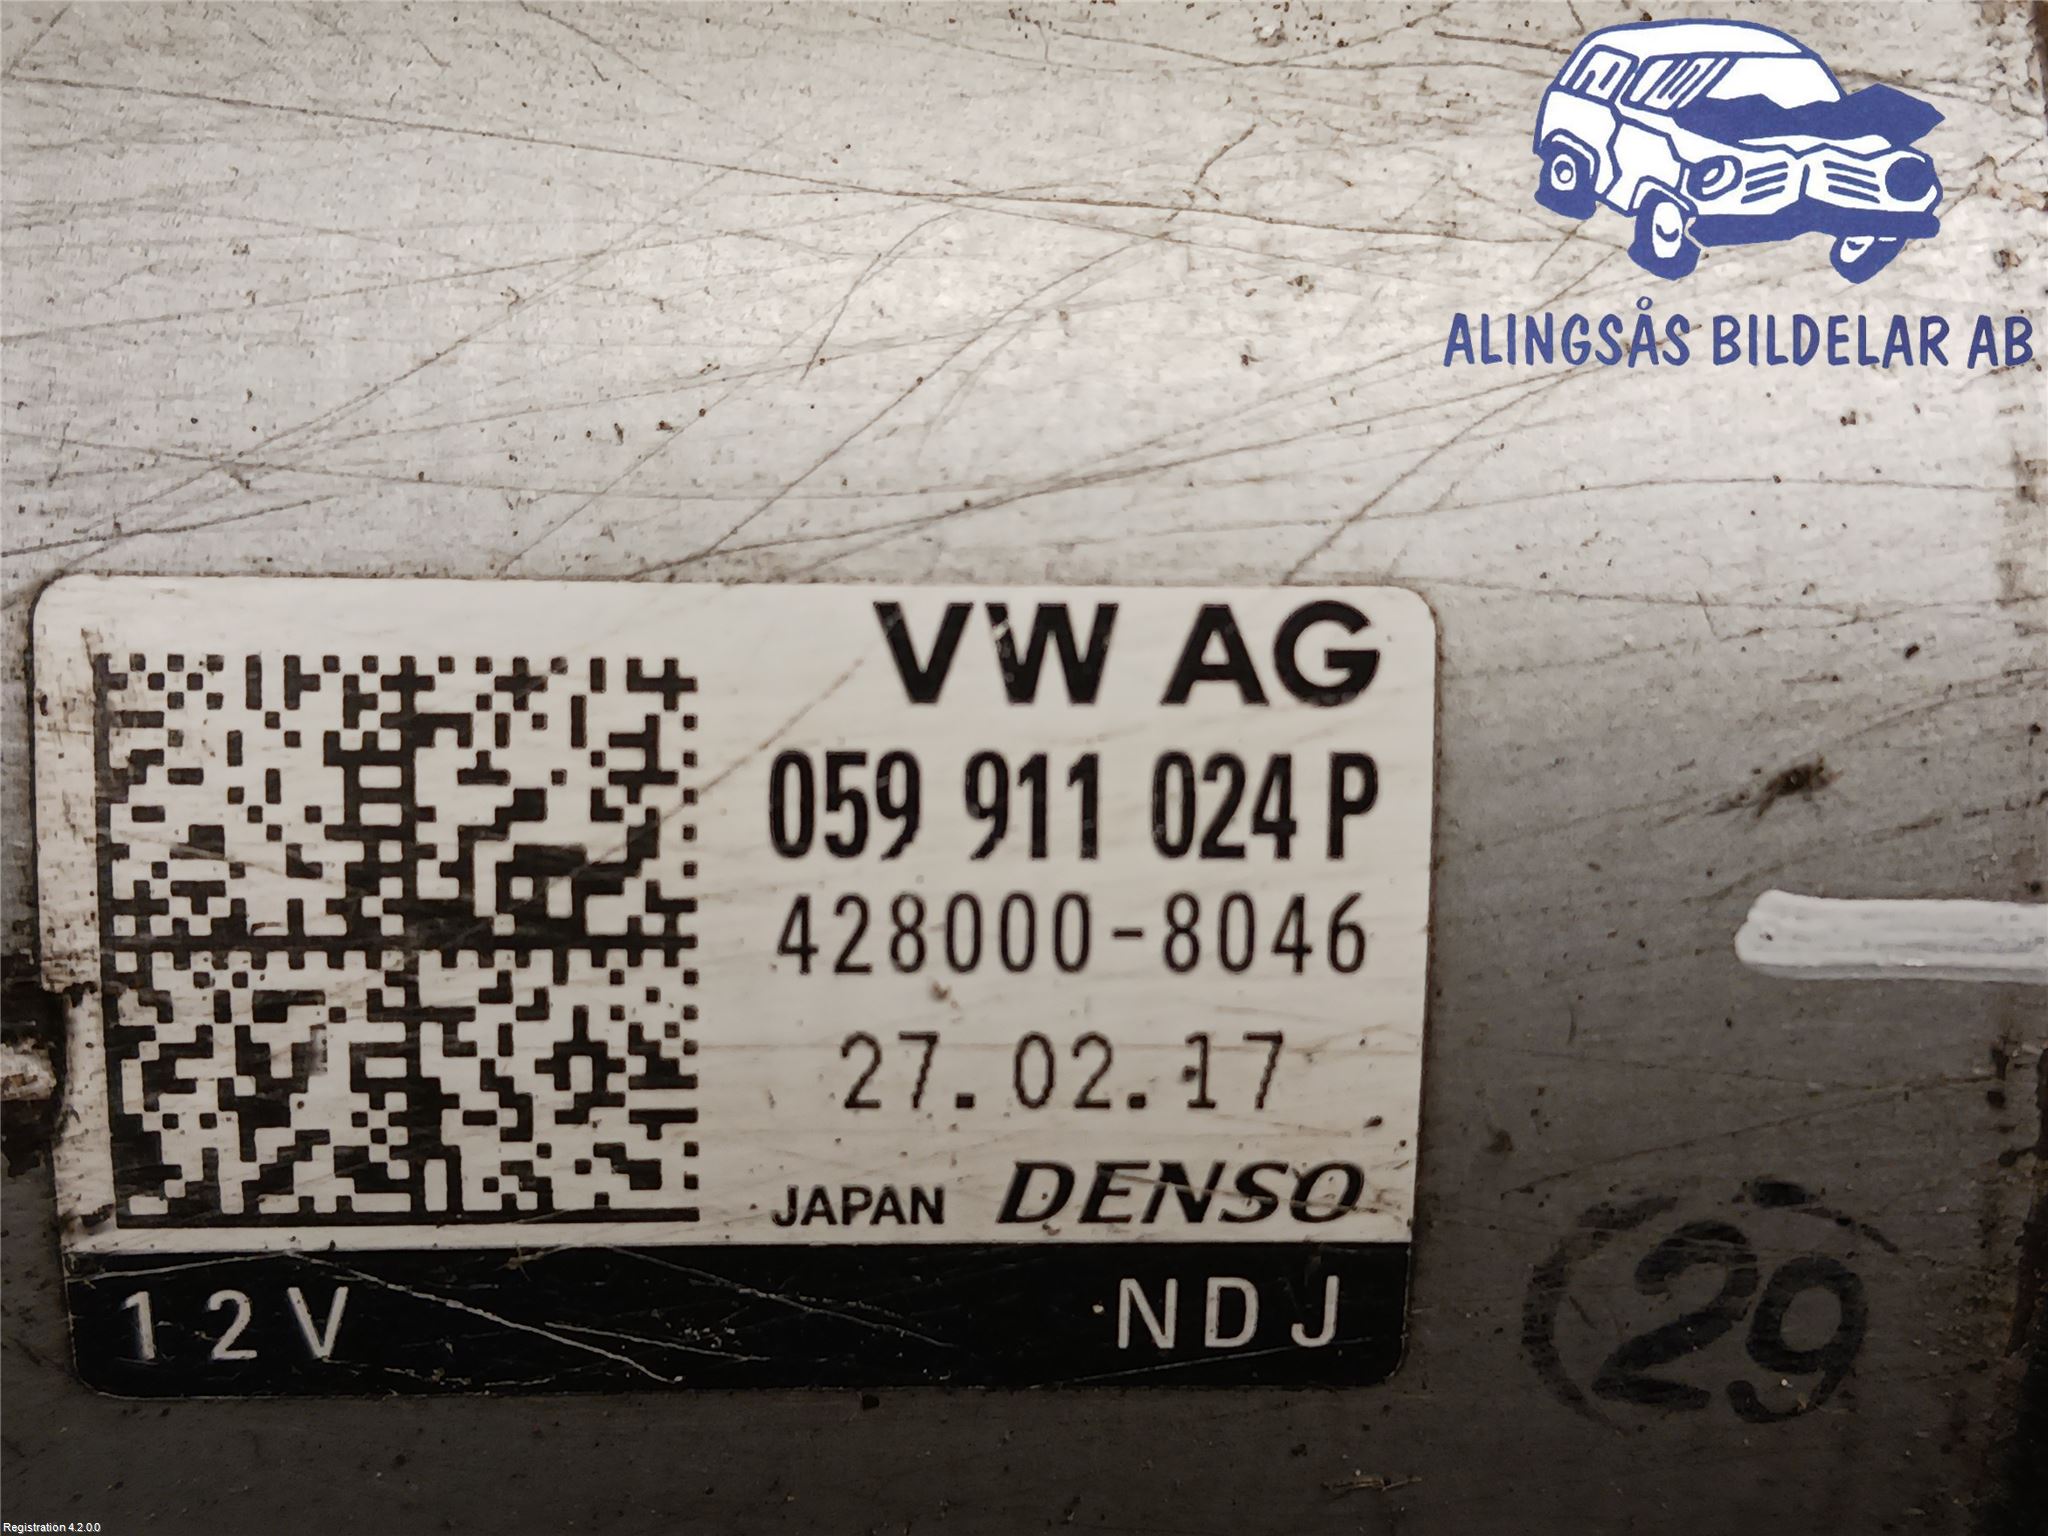 ALINGSÅS BILDELAR AB
VW AG
059 911 024 P
428000-8046
27.02.17
JAPAN DENSO
12V NDJ
29
Registration 4.2.0.0